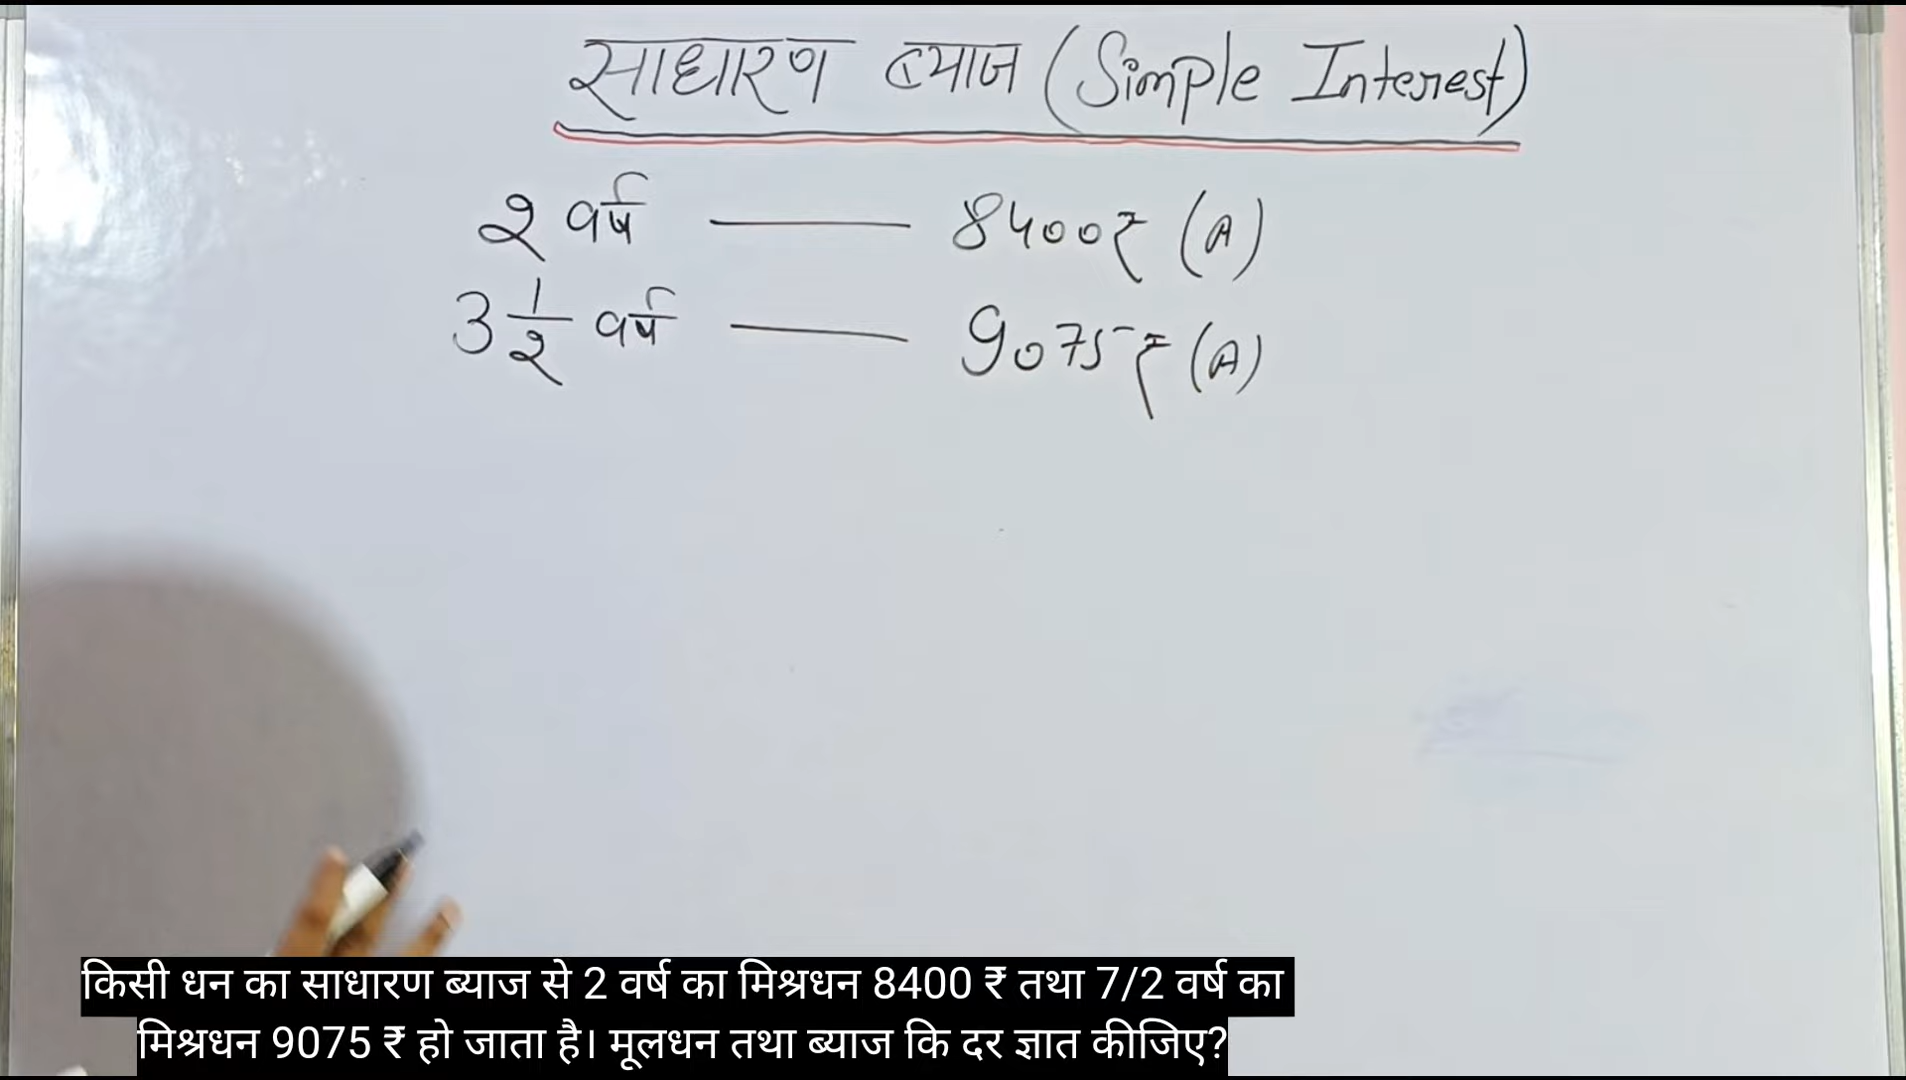 साधारण ब्याज (Simple Interest)
2 वर्ष —— 8400₹ (A)
3 1/2 वर्ष —— 9075₹ (A)
किसी धन का साधारण ब्याज से 2 वर्ष का मिश्रधन 8400 ₹ तथा 7/2 वर्ष का
मिश्रधन 9075 ₹ हो जाता है। मूलधन तथा ब्याज कि दर ज्ञात कीजिए?